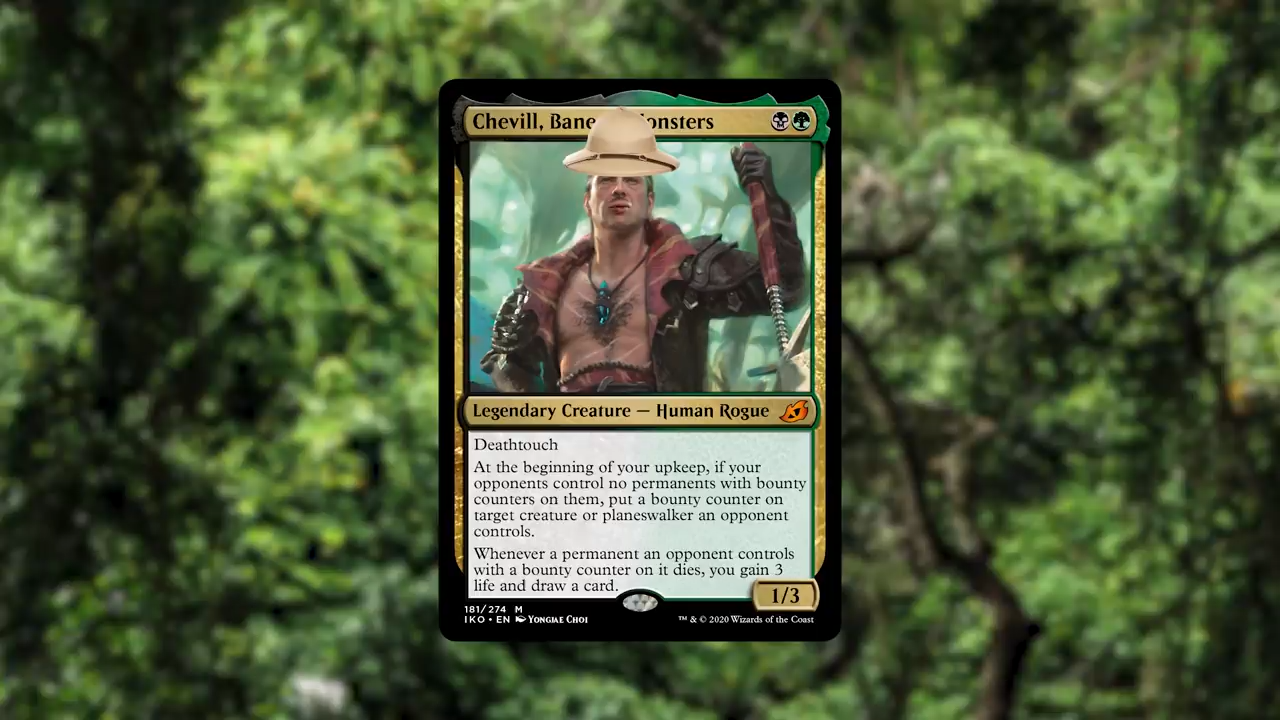 Chevill, Bane onsters
Legendary Creature — Human Rogue
Deathtouch
At the beginning of your upkeep, if your
opponents control no permanents with bounty
counters on them, put a bounty counter on
target creature or planeswalker an opponent
controls.
Whenever a permanent an opponent controls
with a bounty counter on it dies, you gain 3
life and draw a card.
1/3
181/274 M
IKO • EN Yongjae Choi
™ & © 2020 Wizards of the Coast